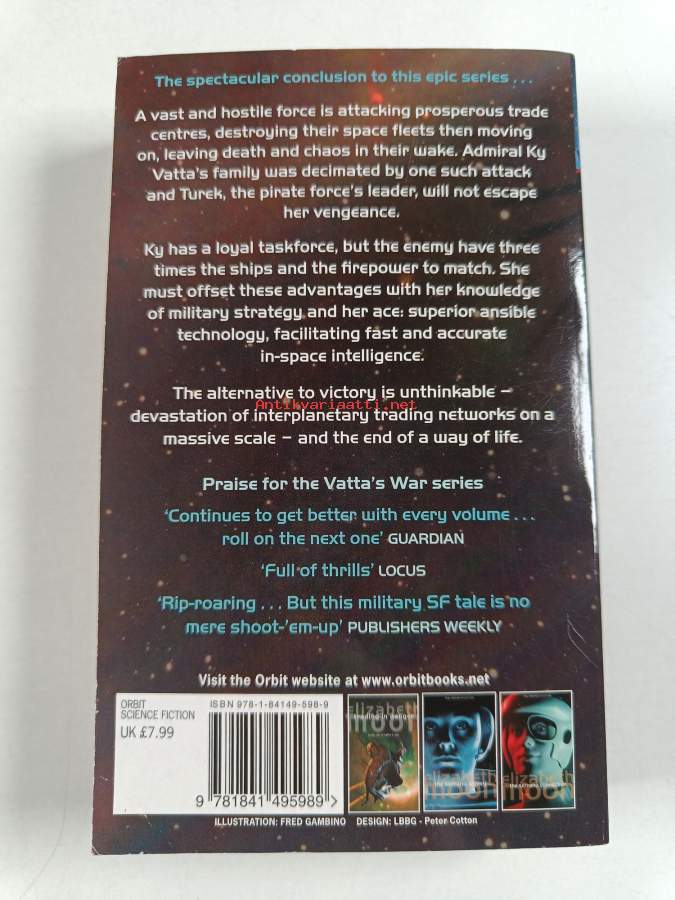 The spectacular conclusion to this epic series . . .
A vast and hostile force is attacking prosperous trade
centres, destroying their space fleets then moving
on, leaving death and chaos in their wake. Admiral Ky
Vatta's family was decimated by one such attack
and Turek, the pirate force's leader, will not escape
her vengeance.
Ky has a loyal taskforce, but the enemy have three
times the ships and the firepower to match. She
must offset these advantages with her knowledge
of military strategy and her ace: superior ansible
technology, facilitating fast and accurate
in-space intelligence.
The alternative to victory is unthinkable –
Antikvariaatti.net
devastation of interplanetary trading networks on a
massive scale – and the end of a way of life.
Praise for the Vatta's War series
'Continues to get better with every volume . . .
roll on the next one' GUARDIAN
'Full of thrills' LOCUS
'Rip-roaring . . . But this military SF tale is no
mere shoot-'em-up' PUBLISHERS WEEKLY
Visit the Orbit website at www.orbitbooks.net
ORBIT
SCIENCE FICTION
UK £7.99
ISBN 978-1-84149-598-9
9 781841 495989 >
elizabeth
moon
elizabeth
moon
elizabeth
moon
ILLUSTRATION: FRED GAMBINO DESIGN: LBBG - Peter Cotton